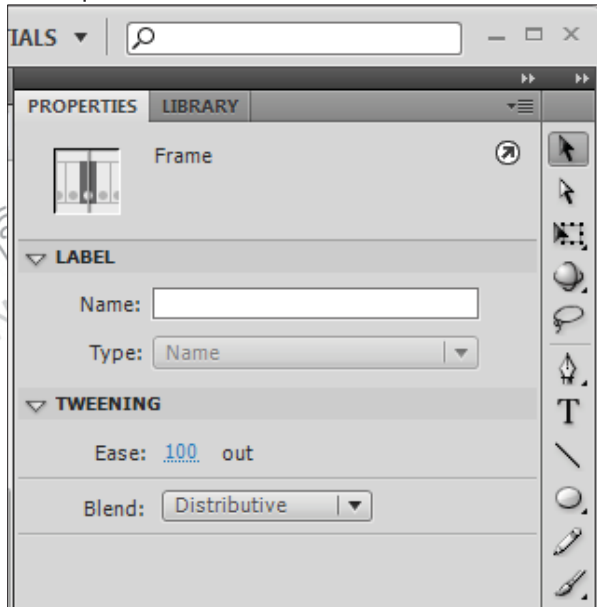 IALS
PROPERTIES LIBRARY
Frame
LABEL
Name:
Type: Name
TWEENING
Ease: 100 out
Blend: Distributive
T